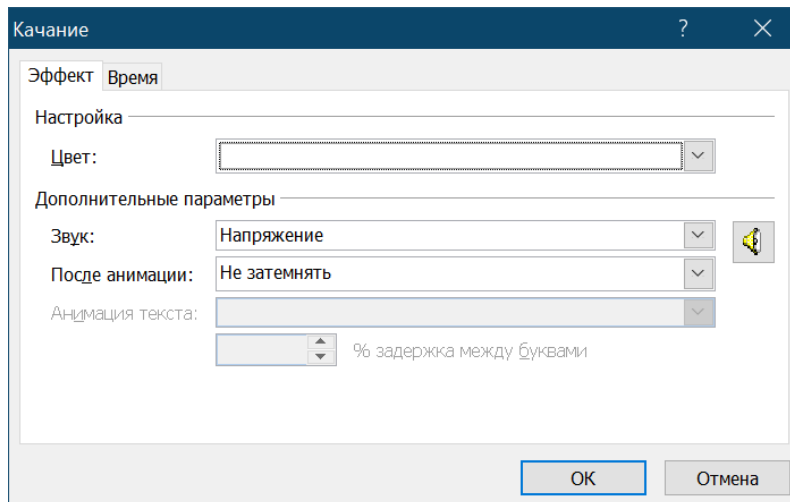 Качание
Эффект Время
Настройка
Цвет:
Дополнительные параметры
Звук: Напряжение
После анимации: Не затемнять
Анимация текста:
% задержка между буквами
ОК Отмена